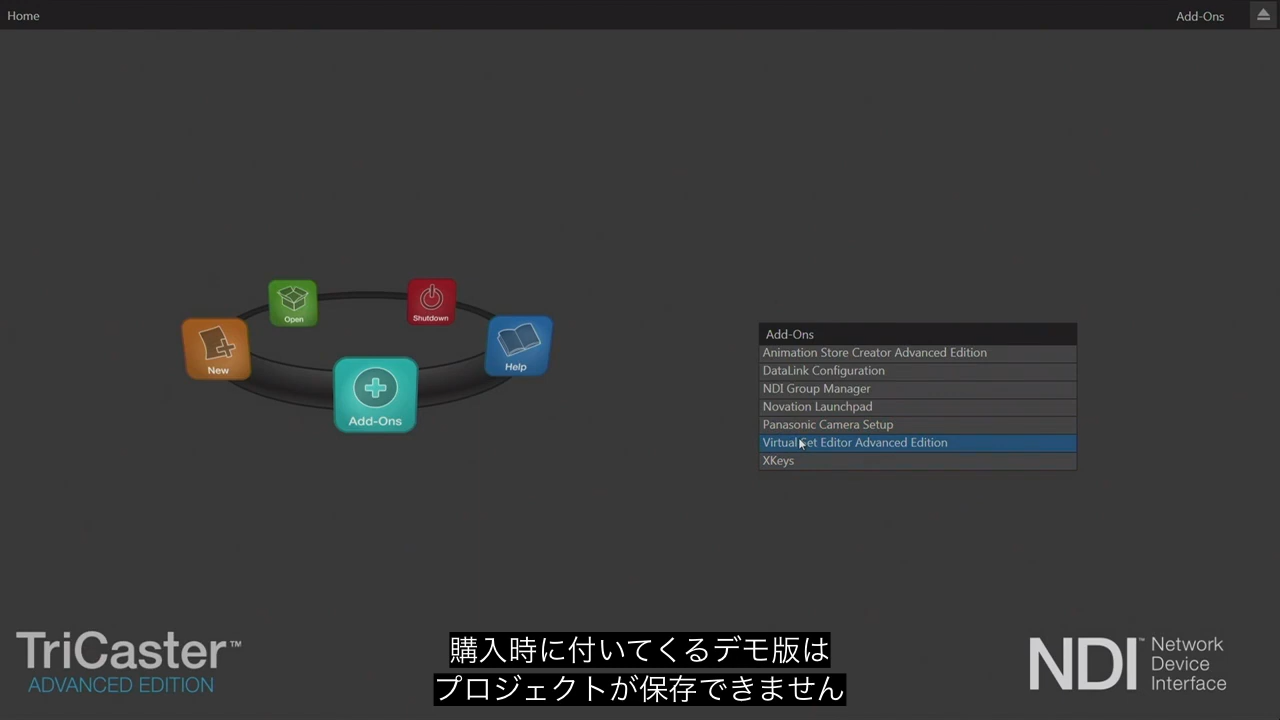 Home
Add-Ons
Open
Shutdown
New
Help
Add-Ons
Add-Ons
Animation Store Creator Advanced Edition
DataLink Configuration
NDI Group Manager
Novation Launchpad
Panasonic Camera Setup
Virtual Set Editor Advanced Edition
XKeys
TriCaster™
ADVANCED EDITION
NDI™ Network
Device
Interface
購入時に付いてくるデモ版は
プロジェクトが保存できません